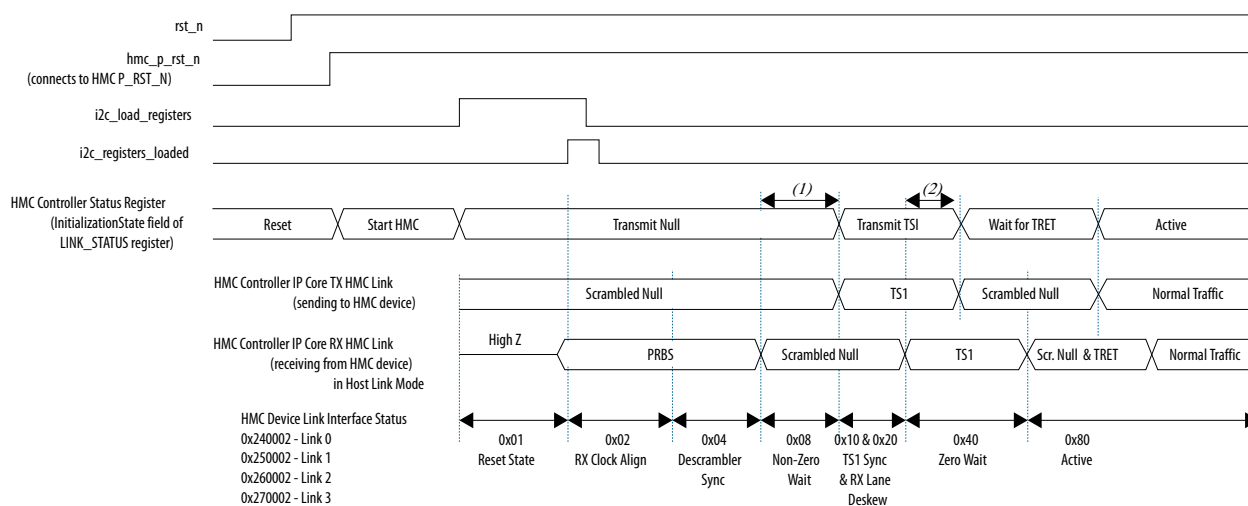 rst_n
hmc_p_rst_n
(connects to HMC P_RST_N)
i2c_load_registers
i2c_registers_loaded
(1)
(2)
HMC Controller Status Register
(InitializationState field of
LINK_STATUS register)
Reset
Start HMC
Transmit Null
Transmit TSI
Wait for TRET
Active
HMC Controller IP Core TX HMC Link
(sending to HMC device)
Scrambled Null
TS1
Scrambled Null
Normal Traffic
HMC Controller IP Core RX HMC Link
(receiving from HMC device)
in Host Link Mode
High Z
PRBS
Scrambled Null
TS1
Scr. Null & TRET
Normal Traffic
HMC Device Link Interface Status
0x240002 - Link 0
0x250002 - Link 1
0x260002 - Link 2
0x270002 - Link 3
0x01
Reset State
0x02
RX Clock Align
0x04
Descrambler
Sync
0x08
Non-Zero
Wait
0x10 & 0x20
TS1 Sync
& RX Lane
Deskew
0x40
Zero Wait
0x80
Active